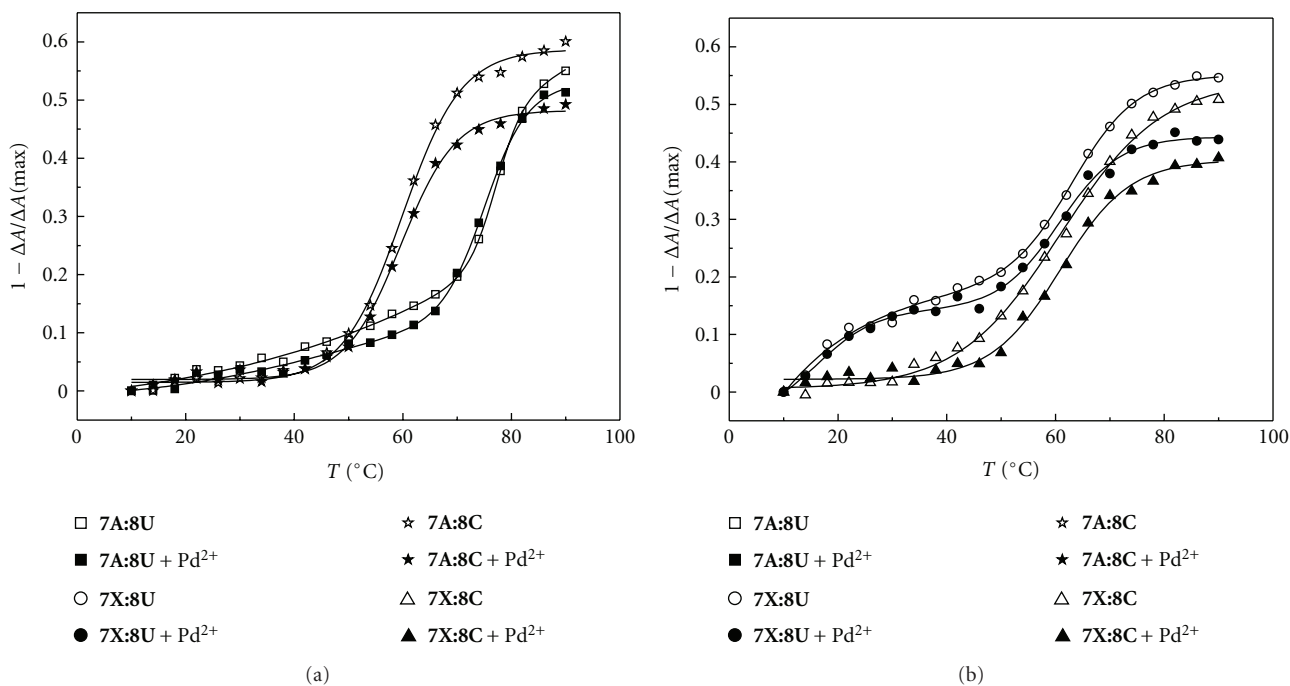 1 − ΔA/ΔA(max)
0.6
0.5
0.4
0.3
0.2
0.1
0
0 20 40 60 80 100
T (°C)
7A:8U 7A:8C
7A:8U + Pd²⁺ 7A:8C + Pd²⁺
7X:8U 7X:8C
7X:8U + Pd²⁺ 7X:8C + Pd²⁺
(a)
1 − ΔA/ΔA(max)
0.6
0.5
0.4
0.3
0.2
0.1
0
0 20 40 60 80 100
T (°C)
7A:8U 7A:8C
7A:8U + Pd²⁺ 7A:8C + Pd²⁺
7X:8U 7X:8C
7X:8U + Pd²⁺ 7X:8C + Pd²⁺
(b)